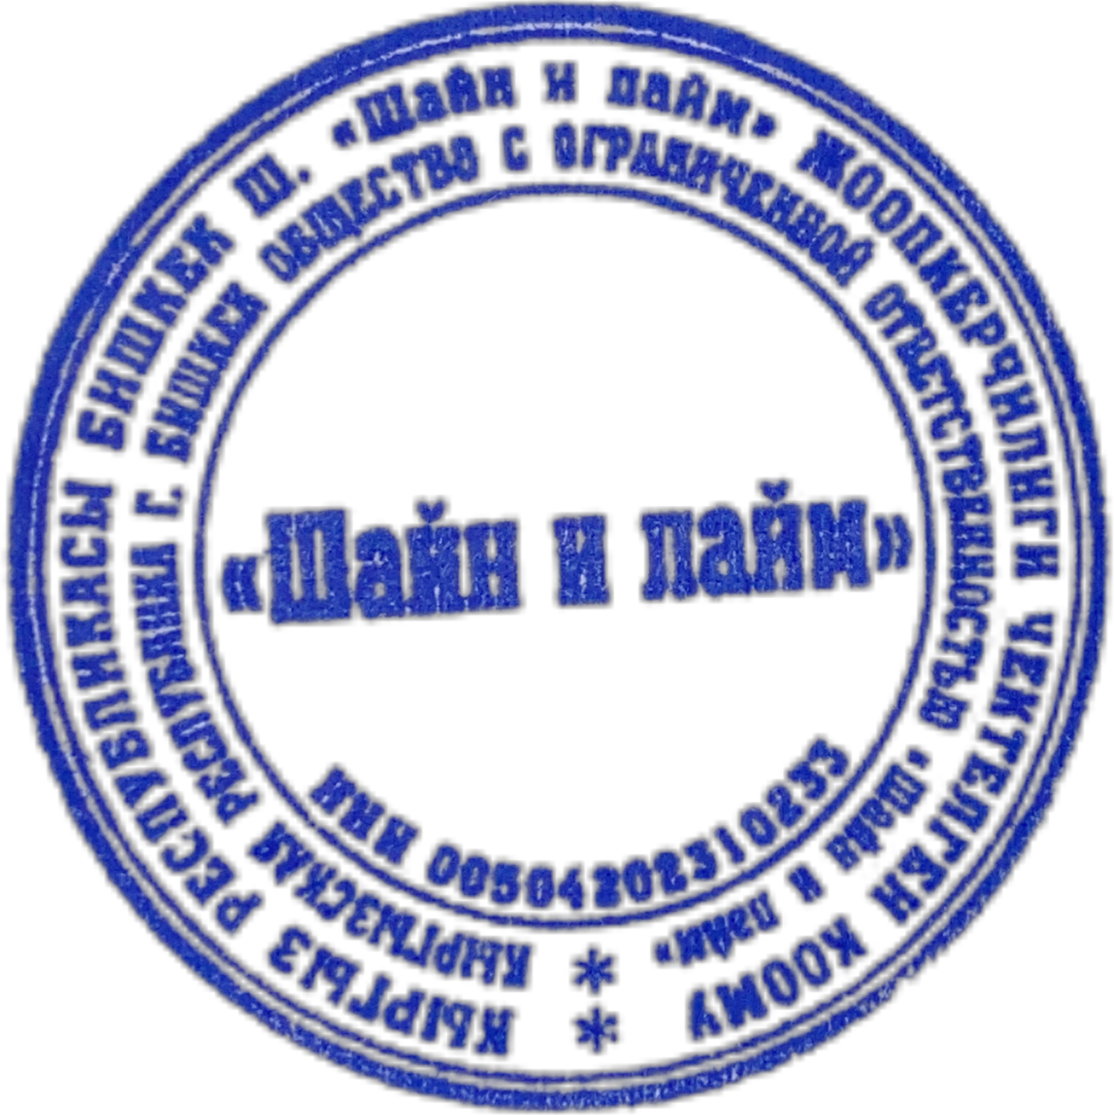 КЫРГЫЗ РЕСПУБЛИКАСЫ БИШКЕК Ш. «Шайн и лайм» ЖООПКЕРЧИЛИГИ ЧЕКТЕЛГЕН КООМУ
КЫРГЫЗСКАЯ РЕСПУБЛИКА Г. БИШКЕК ОБЩЕСТВО С ОГРАНИЧЕННОЙ ОТВЕТСТВЕННОСТЬЮ "Шайн и лайм"
«Шайн и лайм»
ИНН 00504202310233
* *